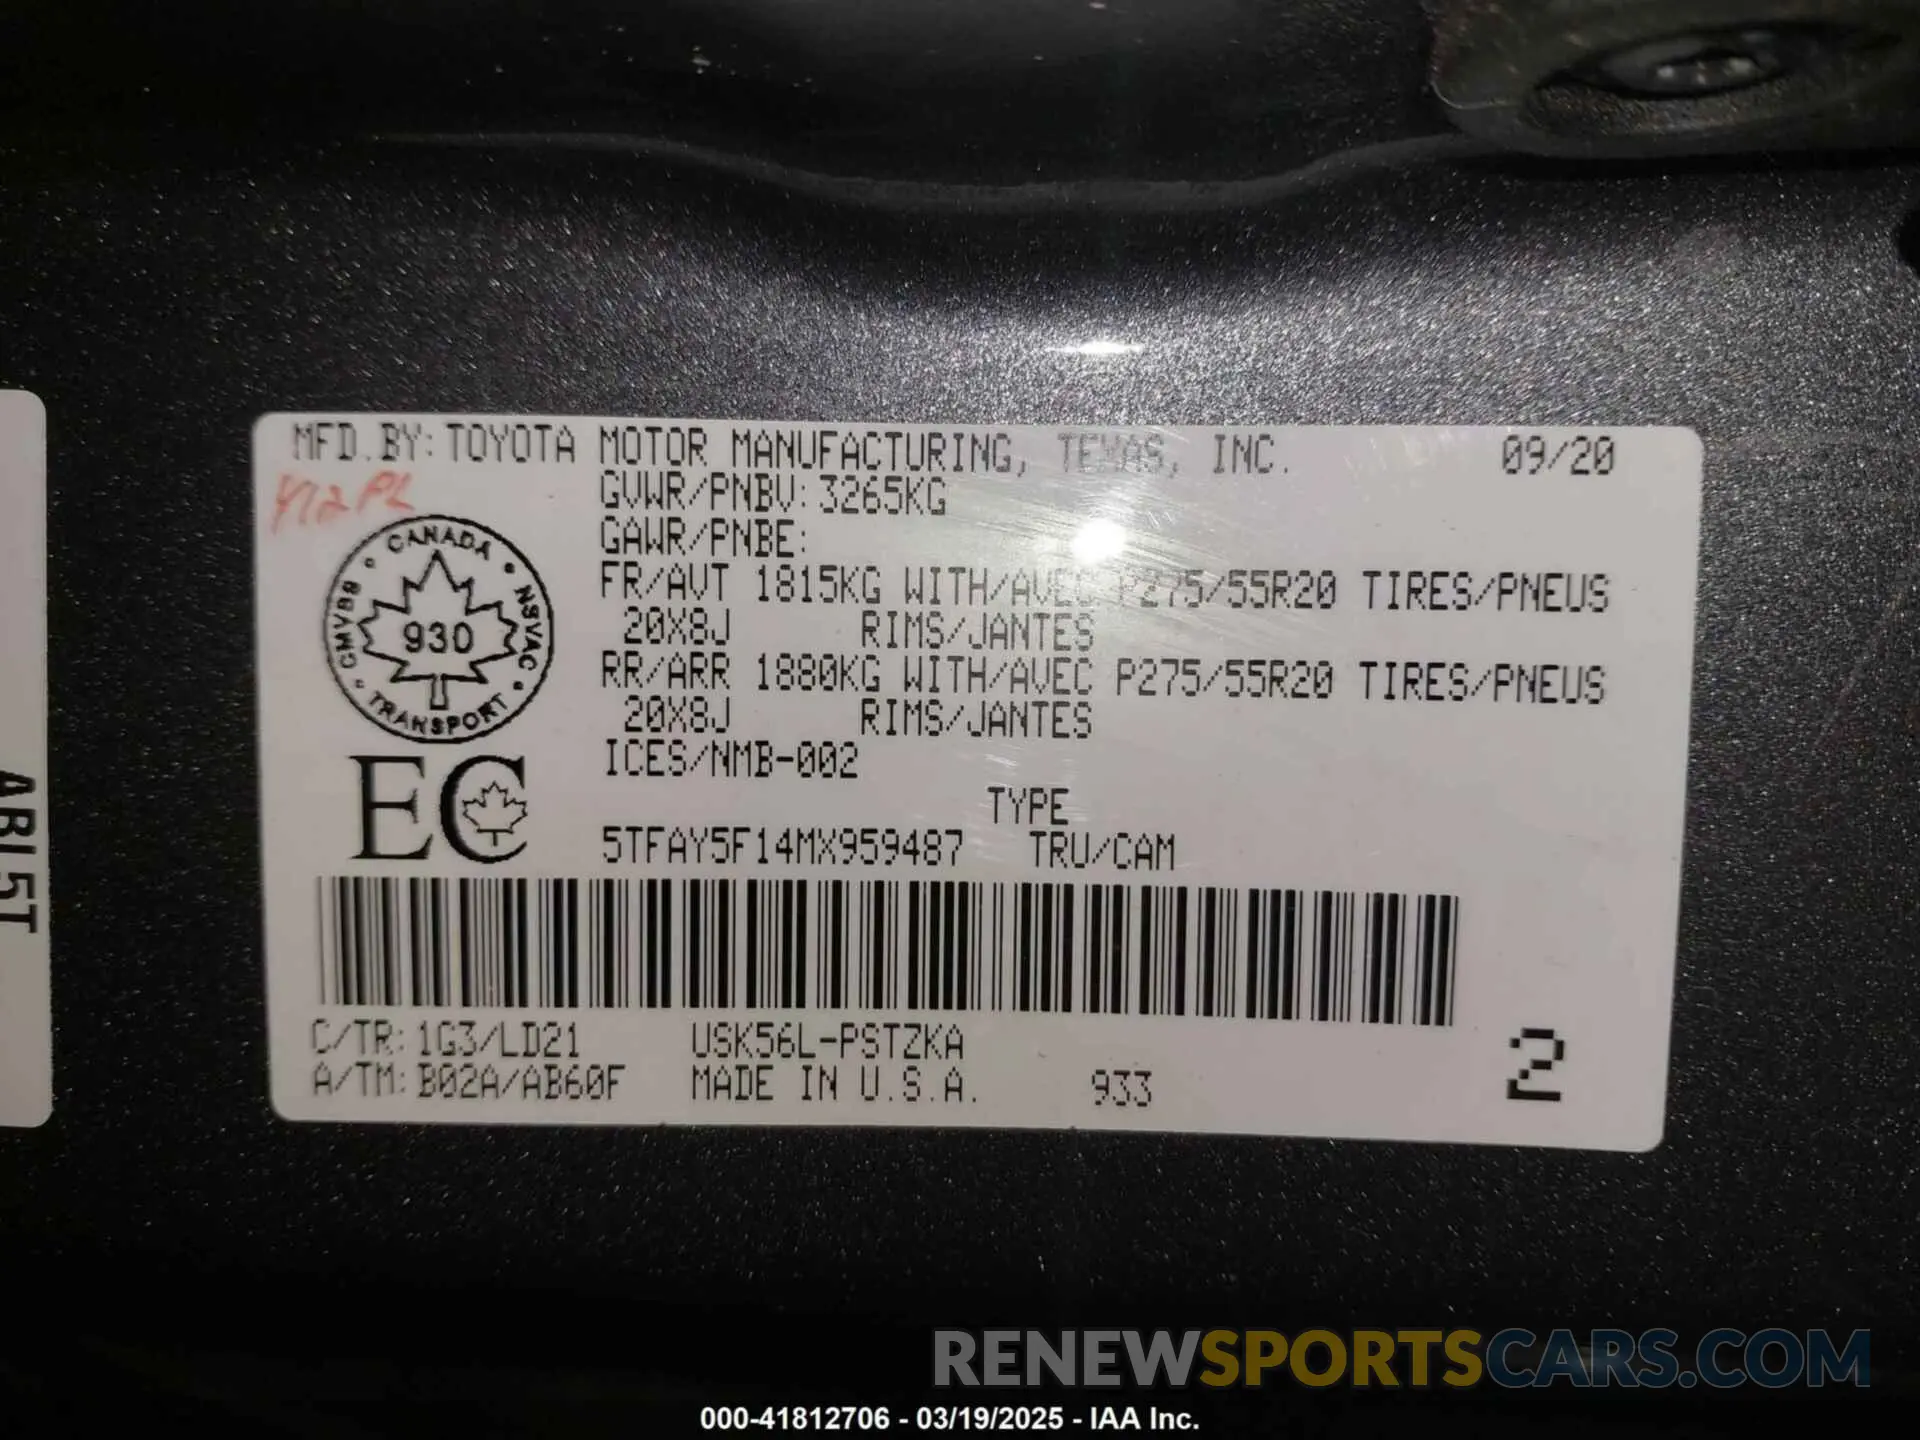 MFD. BY: TOYOTA MOTOR MANUFACTURING, TEXAS, INC. 09/20
GVWR/PNBV: 3265KG
GAWR/PNBE:
FR/AVT 1815KG WITH/AVEC P275/55R20 TIRES/PNEUS
20X8J RIMS/JANTES
RR/ARR 1880KG WITH/AVEC P275/55R20 TIRES/PNEUS
20X8J RIMS/JANTES
ICES/NMB-002
CANADA • NSVAC • TRANSPORT • CMVSS •
930
EC
TYPE
5TFAY5F14MX959487 TRU/CAM
C/TR: 1G3/LD21 USK56L-PSTZKA
A/TM: B02A/AB60F MADE IN U.S.A. 933
2
RENEWSPORTSCARS.COM
000-41812706 - 03/19/2025 - IAA Inc.